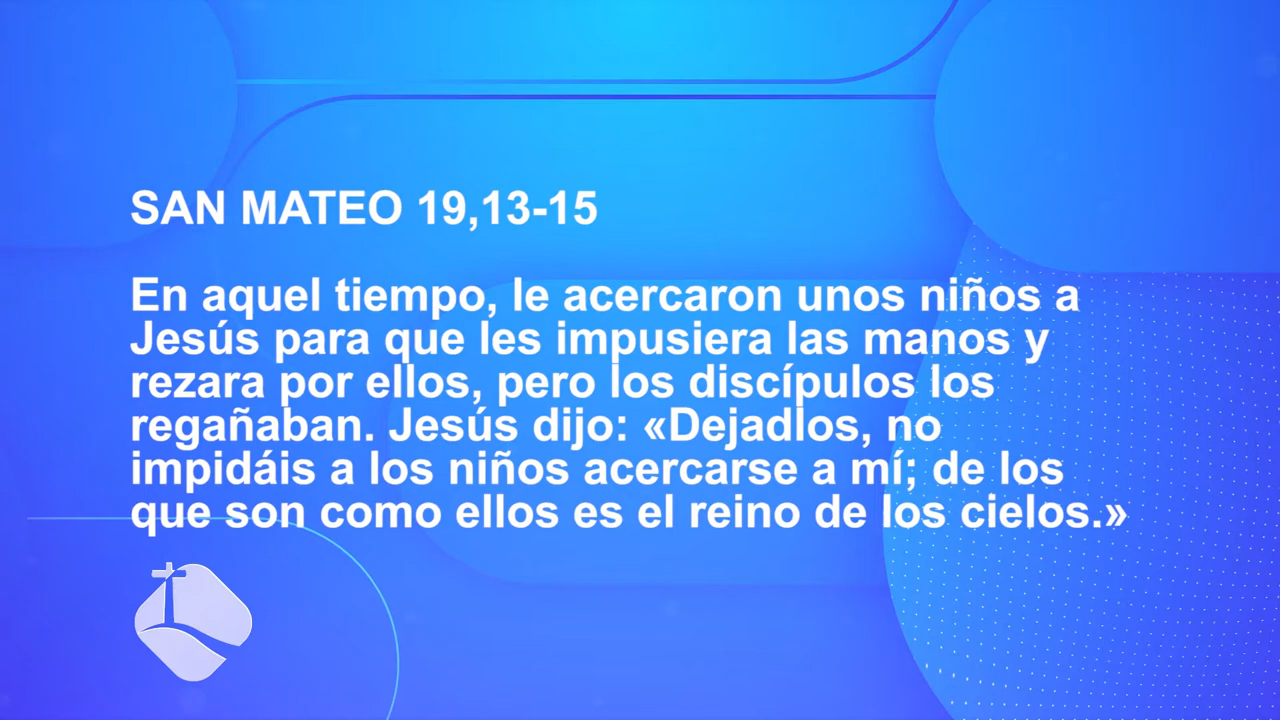 SAN MATEO 19,13-15
En aquel tiempo, le acercaron unos niños a
Jesús para que les impusiera las manos y
rezara por ellos, pero los discípulos los
regañaban. Jesús dijo: «Dejadlos, no
impidáis a los niños acercarse a mí; de los
que son como ellos es el reino de los cielos.»